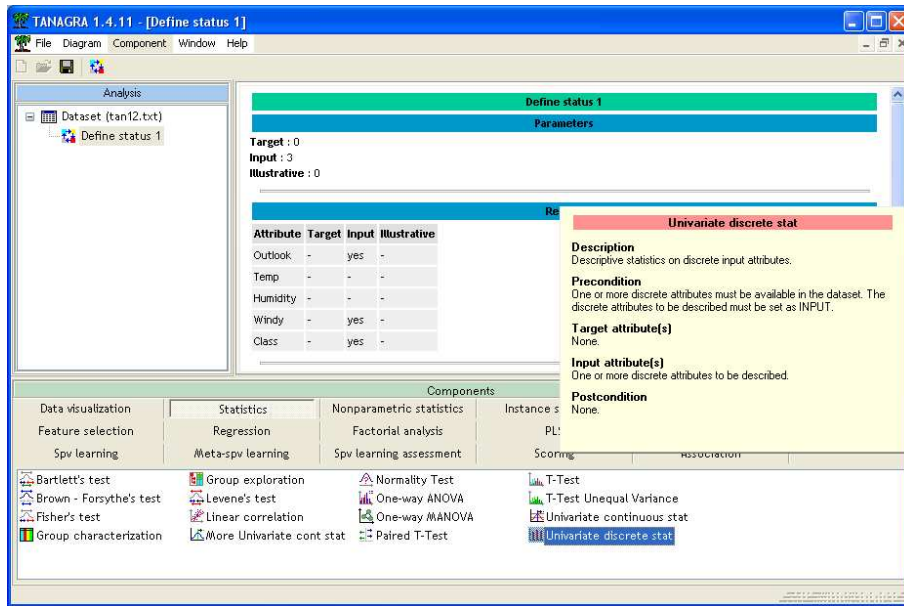 TANAGRA 1.4.11 - [Define status 1]
File Diagram Component Window Help
Analysis
Dataset (tan12.txt)
Define status 1
Define status 1
Parameters
Target : 0
Input : 3
Illustrative : 0
Attribute Target Input Illustrative
Outlook - yes -
Temp - - -
Humidity - - -
Windy - yes -
Class - yes -
Univariate discrete stat
Description
Descriptive statistics on discrete input attributes.
Precondition
One or more discrete attributes must be available in the dataset. The
discrete attributes to be described must be set as INPUT.
Target attribute(s)
None.
Input attribute(s)
One or more discrete attributes to be described.
Postcondition
None.
Components
Data visualization Statistics Nonparametric statistics Instance
Feature selection Regression Factorial analysis
Spv learning Meta-spv learning Spv learning assessment Scoring Association
Bartlett's test Group exploration Normality Test T-Test
Brown - Forsythe's test Levene's test One-way ANOVA T-Test Unequal Variance
Fisher's test Linear correlation One-way MANOVA Univariate continuous stat
Group characterization More Univariate cont stat Paired T-Test Univariate discrete stat